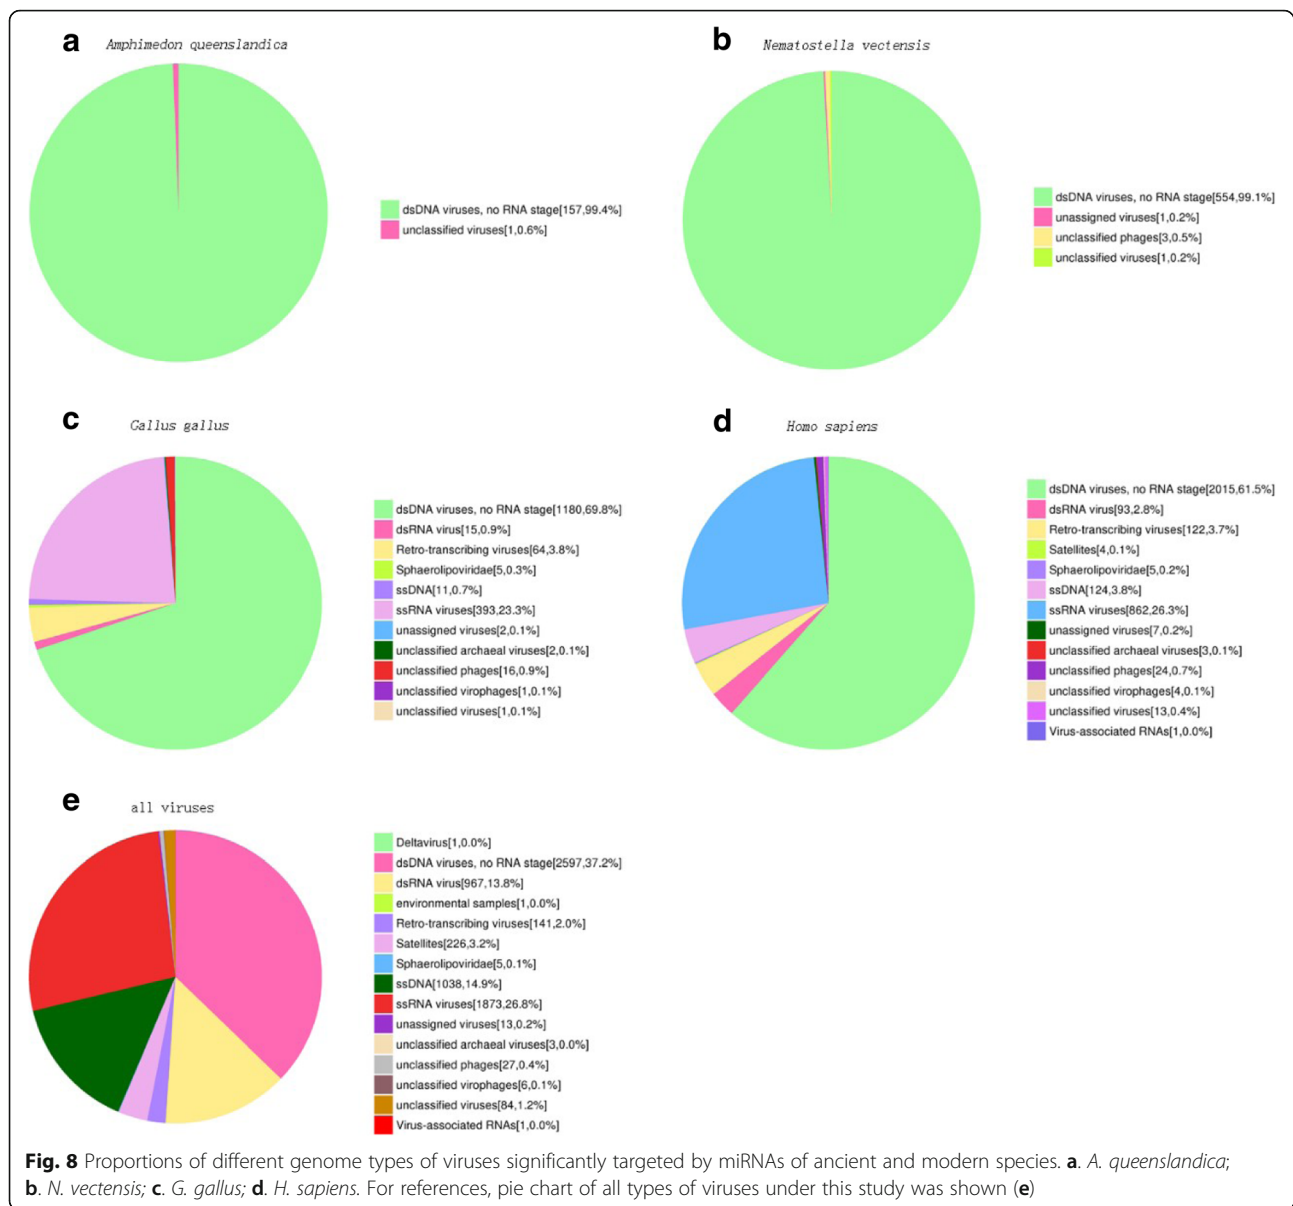 a
Amphimedon queenslandica
dsDNA viruses, no RNA stage[157,99.4%]
unclassified viruses[1,0.6%]
b
Nematostella vectensis
dsDNA viruses, no RNA stage[554,99.1%]
unassigned viruses[1,0.2%]
unclassified phages[3,0.5%]
unclassified viruses[1,0.2%]
c
Gallus gallus
dsDNA viruses, no RNA stage[1180,69.8%]
dsRNA virus[15,0.9%]
Retro-transcribing viruses[64,3.8%]
Sphaerolipoviridae[5,0.3%]
ssDNA[11,0.7%]
ssRNA viruses[393,23.3%]
unassigned viruses[2,0.1%]
unclassified archaeal viruses[2,0.1%]
unclassified phages[16,0.9%]
unclassified virophages[1,0.1%]
unclassified viruses[1,0.1%]
d
Homo sapiens
dsDNA viruses, no RNA stage[2015,61.5%]
dsRNA virus[93,2.8%]
Retro-transcribing viruses[122,3.7%]
Satellites[4,0.1%]
Sphaerolipoviridae[5,0.2%]
ssDNA[124,3.8%]
ssRNA viruses[862,26.3%]
unassigned viruses[7,0.2%]
unclassified archaeal viruses[3,0.1%]
unclassified phages[24,0.7%]
unclassified virophages[4,0.1%]
unclassified viruses[13,0.4%]
Virus-associated RNAs[1,0.0%]
e
all viruses
Deltavirus[1,0.0%]
dsDNA viruses, no RNA stage[2597,37.2%]
dsRNA virus[967,13.8%]
environmental samples[1,0.0%]
Retro-transcribing viruses[141,2.0%]
Satellites[226,3.2%]
Sphaerolipoviridae[5,0.1%]
ssDNA[1038,14.9%]
ssRNA viruses[1873,26.8%]
unassigned viruses[13,0.2%]
unclassified archaeal viruses[3,0.0%]
unclassified phages[27,0.4%]
unclassified virophages[6,0.1%]
unclassified viruses[84,1.2%]
Virus-associated RNAs[1,0.0%]
Fig. 8 Proportions of different genome types of viruses significantly targeted by miRNAs of ancient and modern species. a. A. queenslandica;
b. N. vectensis; c. G. gallus; d. H. sapiens. For references, pie chart of all types of viruses under this study was shown (e)